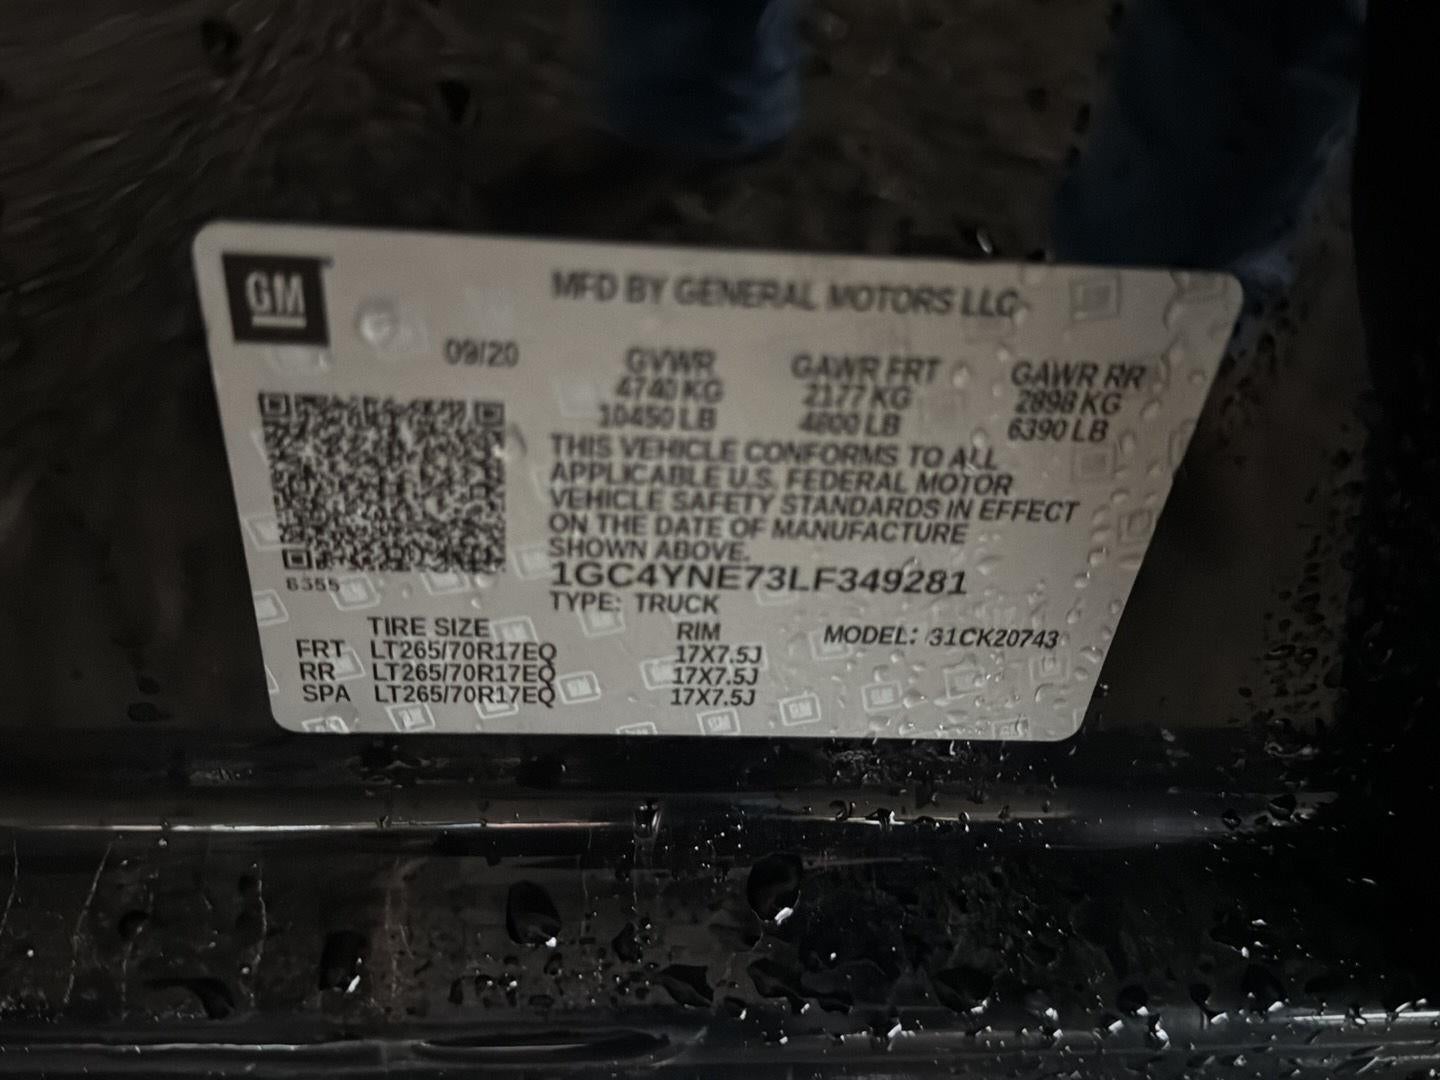 GM
MFD BY GENERAL MOTORS LLC
09/20
GVWR GAWR FRT GAWR RR
4740 KG 2177 KG 2898 KG
10450 LB 4800 LB 6390 LB
THIS VEHICLE CONFORMS TO ALL
APPLICABLE U.S. FEDERAL MOTOR
VEHICLE SAFETY STANDARDS IN EFFECT
ON THE DATE OF MANUFACTURE
SHOWN ABOVE.
1GC4YNE73LF349281
6355
TYPE: TRUCK
TIRE SIZE RIM MODEL: 31CK20743
FRT LT265/70R17EQ 17X7.5J
RR LT265/70R17EQ 17X7.5J
SPA LT265/70R17EQ 17X7.5J